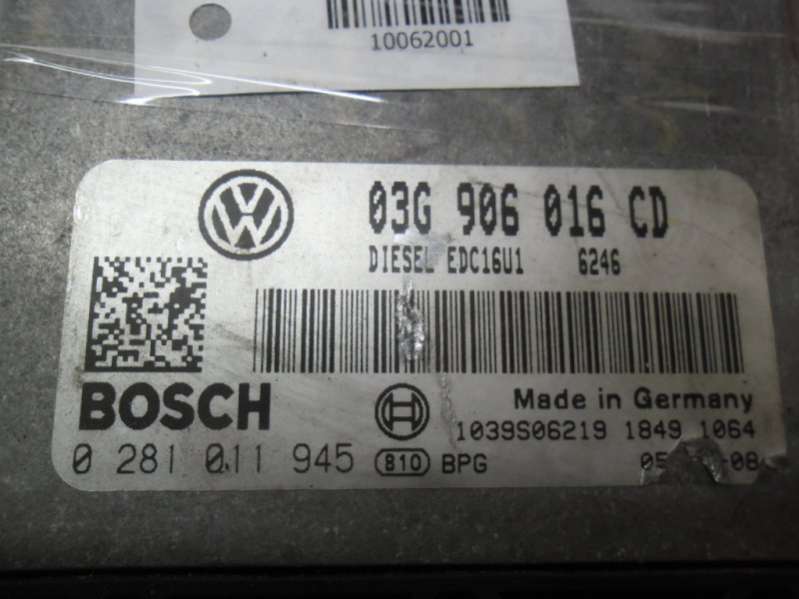 10062001
03G 906 016 CD
DIESEL EDC16U1 6246
BOSCH
Made in Germany
1039S06219 1849 1064
0 281 011 945 810 BPG